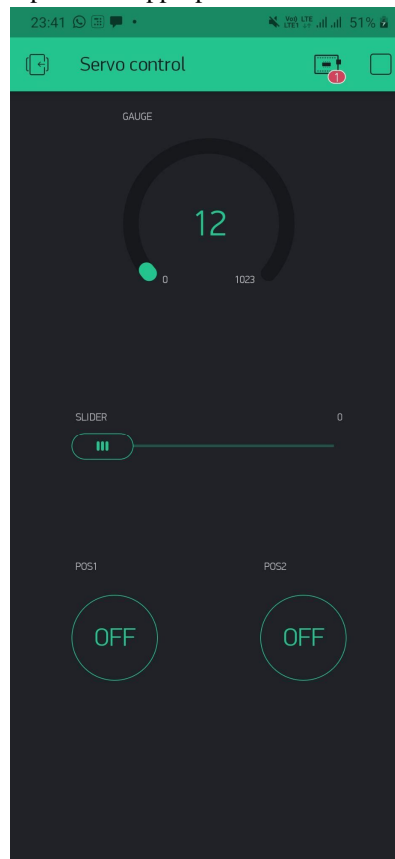 23:41 51%
Servo control
1
GAUGE
12
0 1023
SLIDER 0
POS1 POS2
OFF OFF